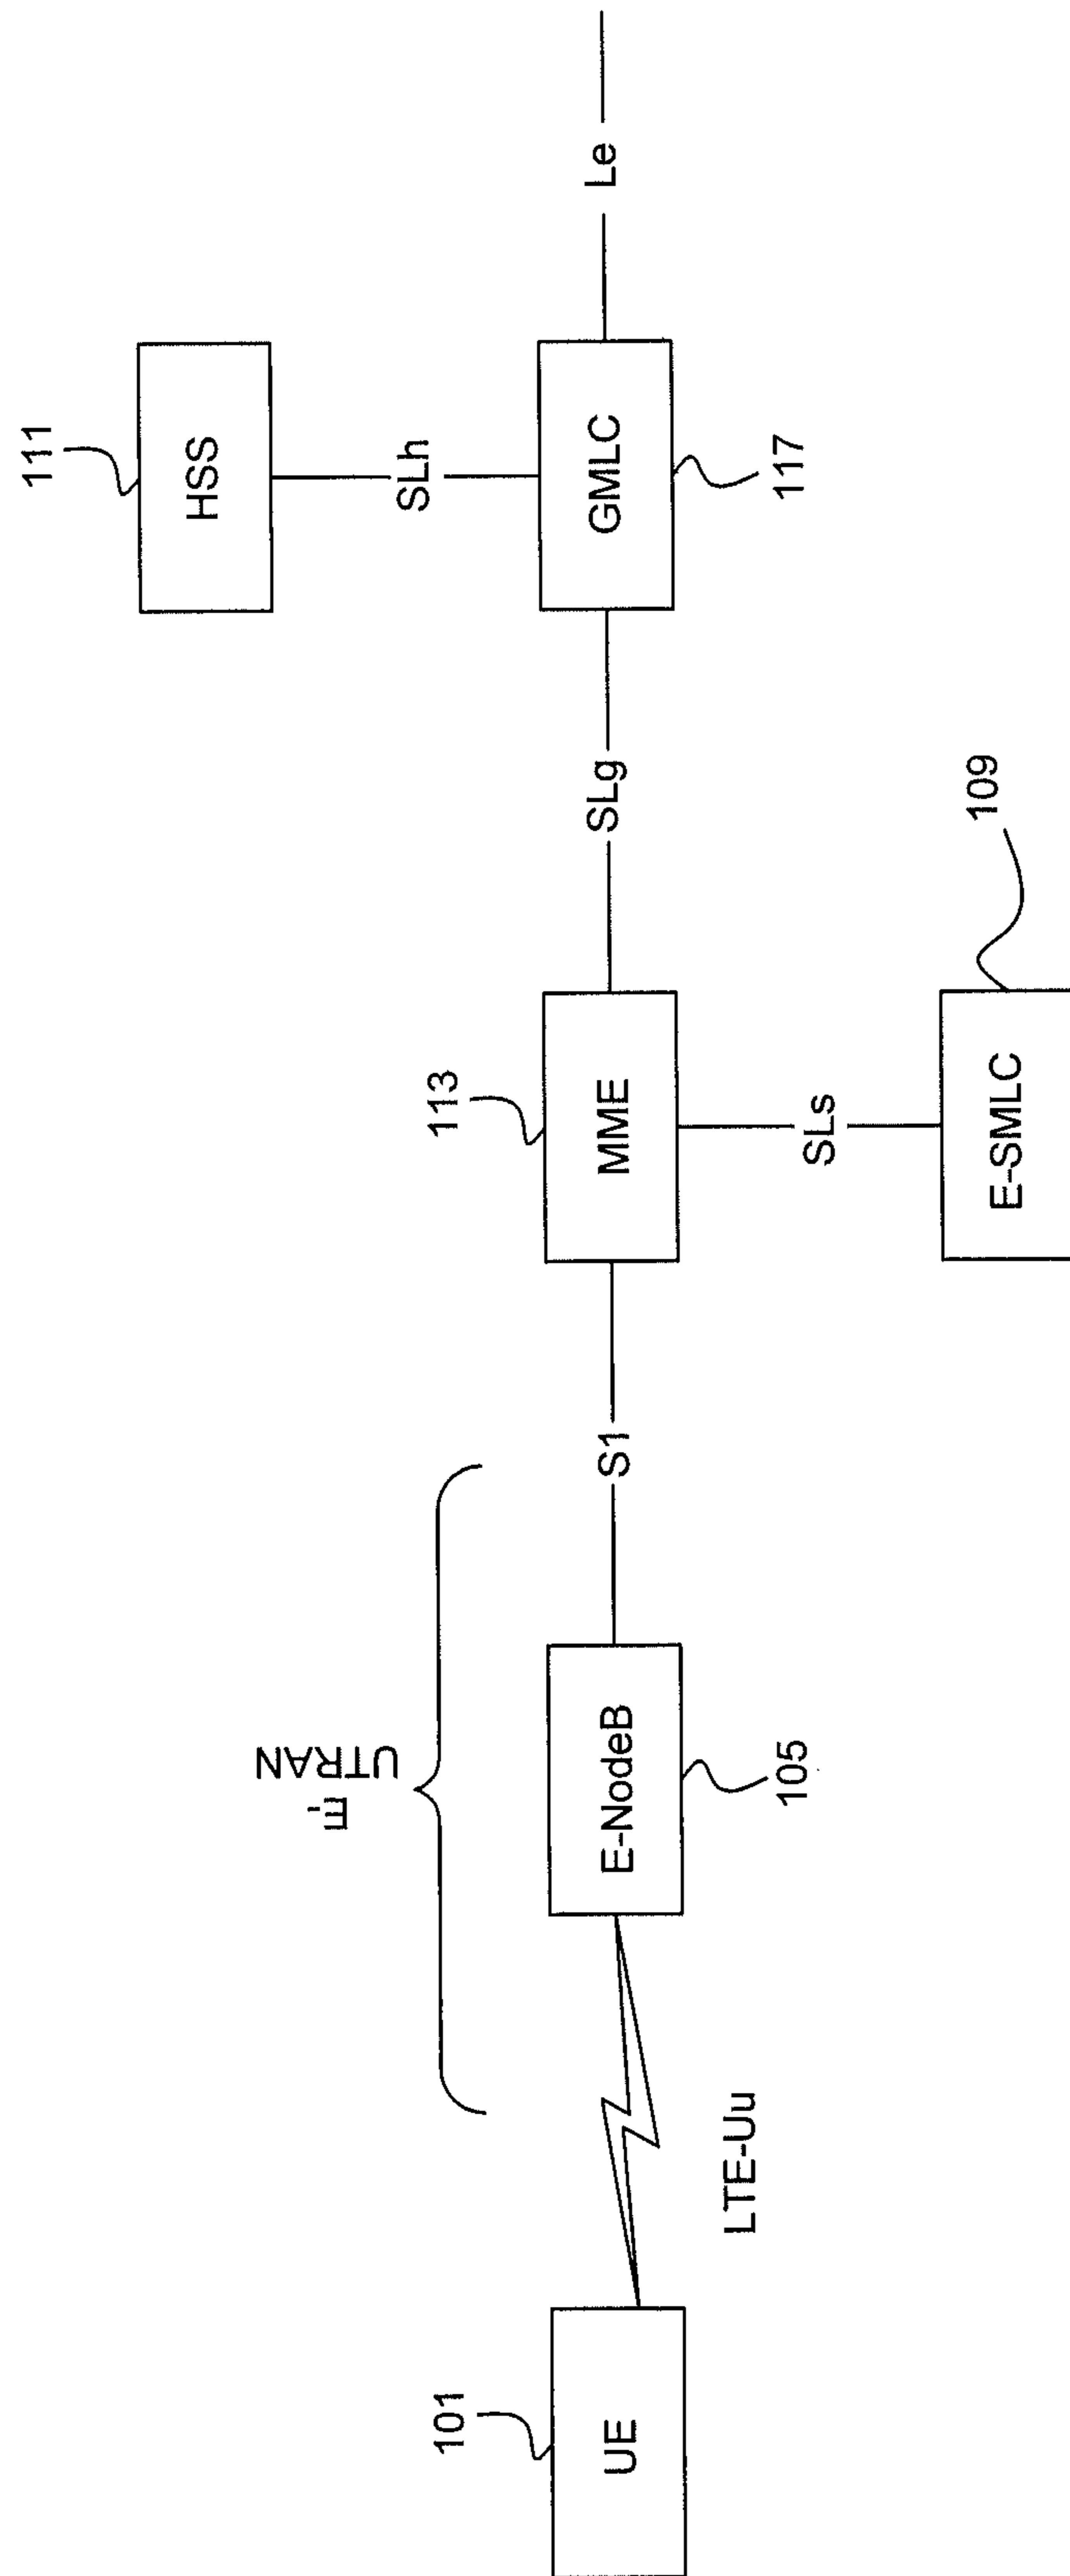 111
HSS
SLh
Le
GMLC
117
SLg
113
MME
SLs
E-SMLC
109
S1
E-
UTRAN
E-NodeB
105
LTE-Uu
101
UE